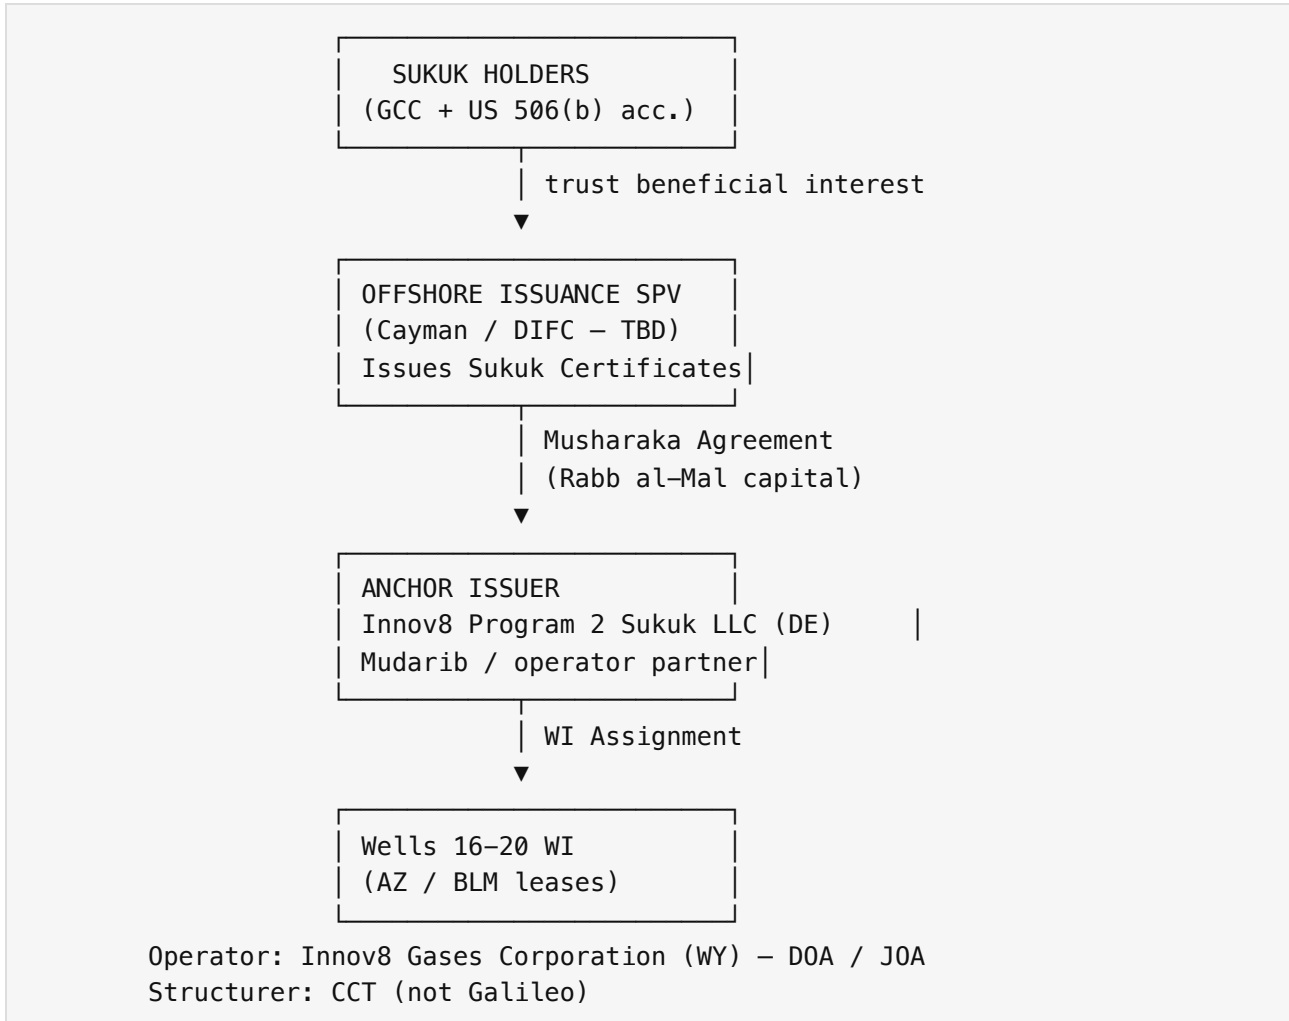 SUKUK HOLDERS
(GCC + US 506(b) acc.)
trust beneficial interest
OFFSHORE ISSUANCE SPV
(Cayman / DIFC — TBD)
Issues Sukuk Certificates
Musharaka Agreement
(Rabb al-Mal capital)
ANCHOR ISSUER
Innov8 Program 2 Sukuk LLC (DE)
Mudarib / operator partner
WI Assignment
Wells 16–20 WI
(AZ / BLM leases)
Operator: Innov8 Gases Corporation (WY) — DOA / JOA
Structurer: CCT (not Galileo)